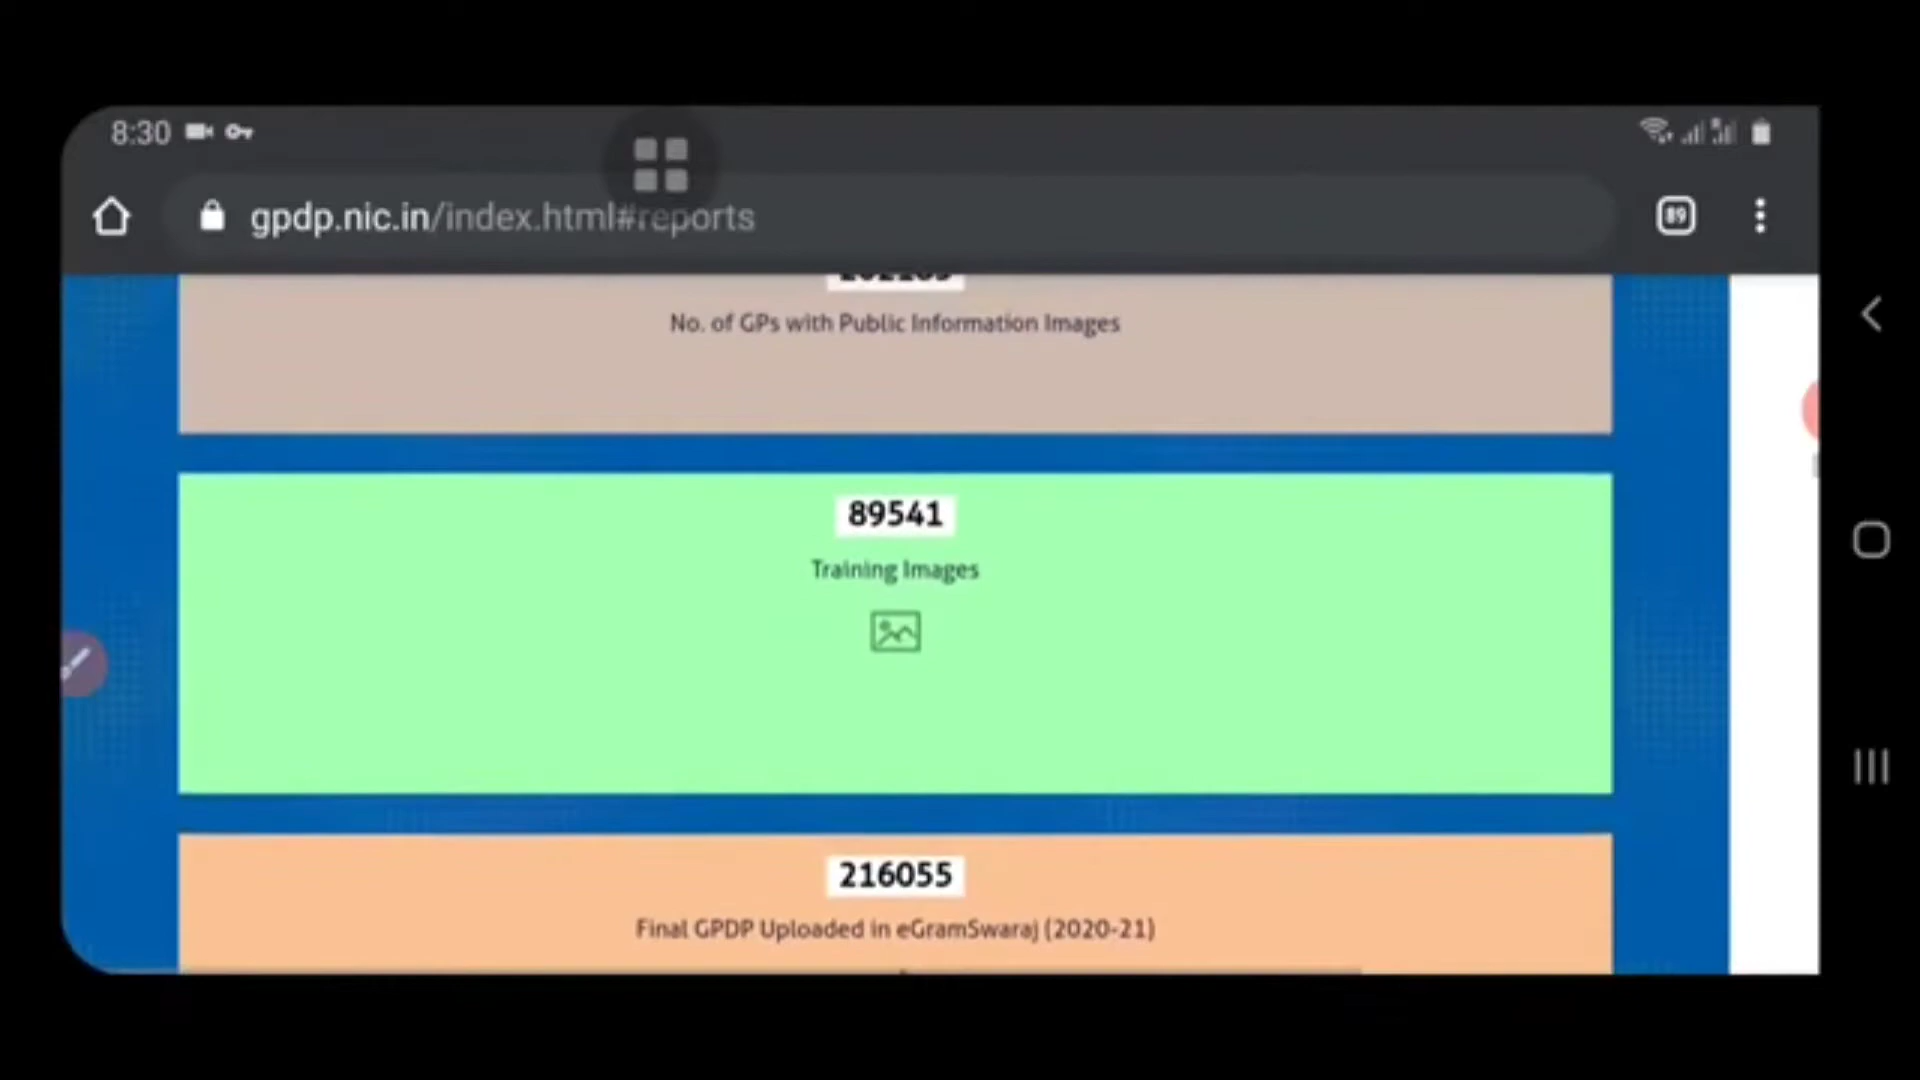 8:30
gpdp.nic.in/index.html#reports
89
No. of GPs with Public Information Images
89541
Training Images
216055
Final GPDP Uploaded in eGramSwaraj (2020-21)